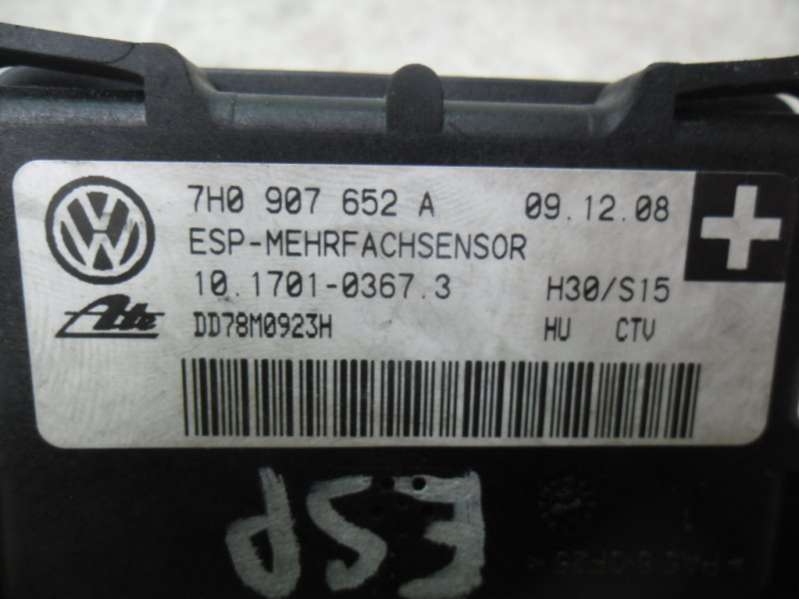 7H0 907 652 A 09.12.08
ESP-MEHRFACHSENSOR
10.1701-0367.3 H30/S15
Ate DD78M0923H HU CTV
ESP